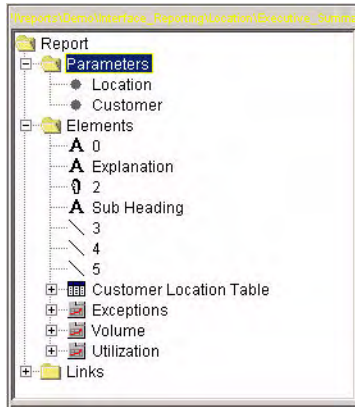 Report
Parameters
Location
Customer
Elements
A 0
A Explanation
2
A Sub Heading
3
4
5
Customer Location Table
Exceptions
Volume
Utilization
Links